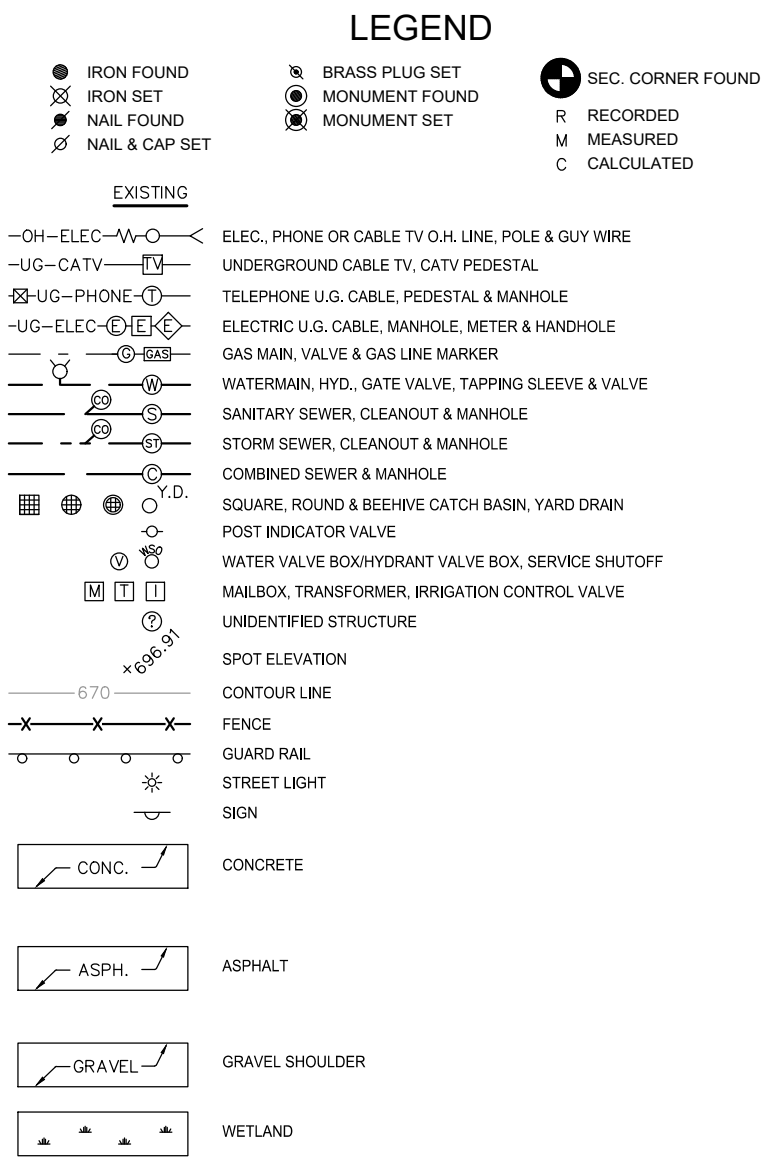 LEGEND
IRON FOUND
IRON SET
NAIL FOUND
NAIL & CAP SET
BRASS PLUG SET
MONUMENT FOUND
MONUMENT SET
SEC. CORNER FOUND
R RECORDED
M MEASURED
C CALCULATED
EXISTING
OH-ELEC ELEC., PHONE OR CABLE TV O.H. LINE, POLE & GUY WIRE
UG-CATV TV UNDERGROUND CABLE TV, CATV PEDESTAL
UG-PHONE T TELEPHONE U.G. CABLE, PEDESTAL & MANHOLE
UG-ELEC E E E ELECTRIC U.G. CABLE, MANHOLE, METER & HANDHOLE
G GAS GAS MAIN, VALVE & GAS LINE MARKER
W WATERMAIN, HYD., GATE VALVE, TAPPING SLEEVE & VALVE
CO S SANITARY SEWER, CLEANOUT & MANHOLE
CO ST STORM SEWER, CLEANOUT & MANHOLE
C COMBINED SEWER & MANHOLE
Y.D. SQUARE, ROUND & BEEHIVE CATCH BASIN, YARD DRAIN
POST INDICATOR VALVE
V WSO WATER VALVE BOX/HYDRANT VALVE BOX, SERVICE SHUTOFF
M T I MAILBOX, TRANSFORMER, IRRIGATION CONTROL VALVE
? UNIDENTIFIED STRUCTURE
+696.91 SPOT ELEVATION
670 CONTOUR LINE
X X X FENCE
GUARD RAIL
STREET LIGHT
SIGN
CONC. CONCRETE
ASPH. ASPHALT
GRAVEL GRAVEL SHOULDER
WETLAND